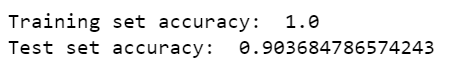 Training set accuracy:  1.0
Test set accuracy:  0.903684786574243